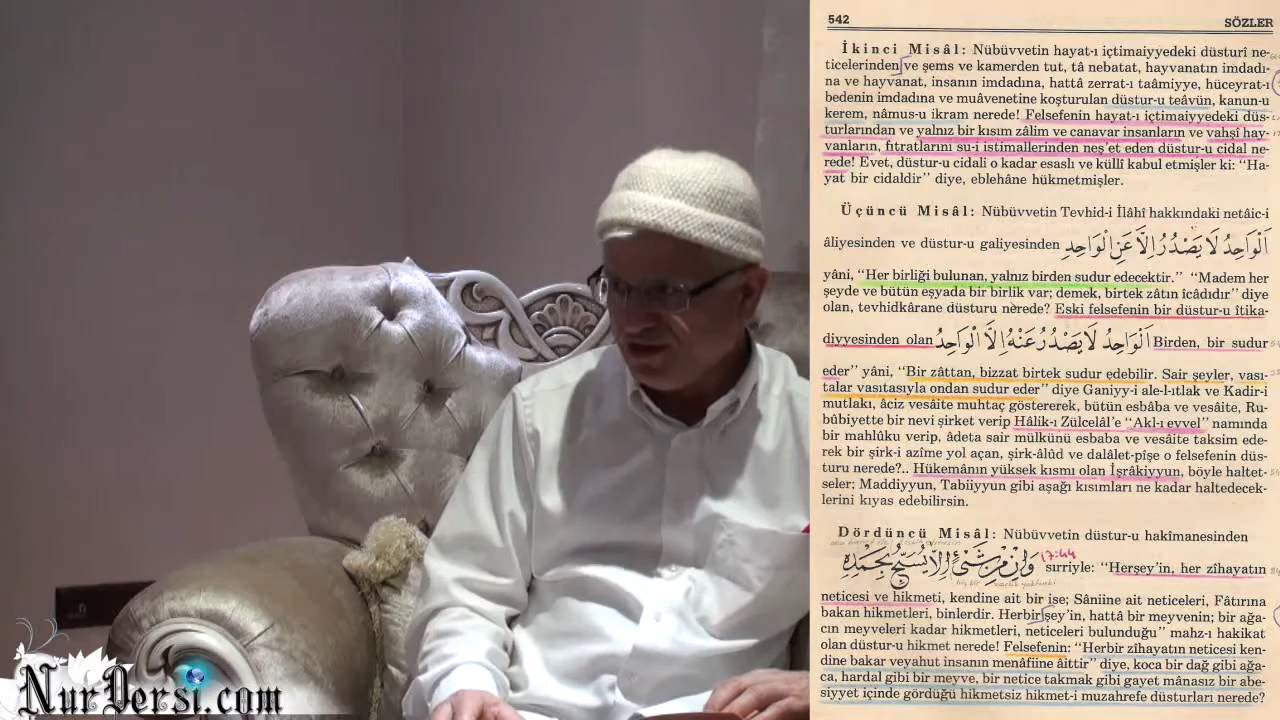 542
SÖZLER
İkinci Misâl: Nübüvvetin hayat-ı içtimaiyyedeki düsturî ne-
ticelerinden ve şems ve kamerden tut, tâ nebatat, hayvanatın imdadı-
na ve hayvanat, insanın imdadına, hattâ zerrat-ı taâmiyye, hüceyrat-ı
bedenin imdadına ve muâvenetine koşturulan düstur-u teâvün, kanun-u
kerem, nâmus-u ikram nerede! Felsefenin hayat-ı içtimaiyyedeki düs-
turlarından ve yalnız bir kısım zâlim ve canavar insanların ve vahşî hay-
vanların, fıtratlarını su-i istimallerinden neş'et eden düstur-u cidal ne-
rede! Evet, düstur-u cidali o kadar esaslı ve küllî kabul etmişler ki: "Ha-
yat bir cidaldir" diye, eblehâne hükmetmişler.
Üçüncü Misâl: Nübüvvetin Tevhid-i İlâhî hakkındaki netâic-i
âliyesinden ve düstur-u galiyesinden اَلْوَاحِدُ لَا يَصْدُرُ اِلَّا عَنِ الْوَاحِدِ
yâni, "Her birliği bulunan, yalnız birden sudur edecektir." "Madem her
şeyde ve bütün eşyada bir birlik var; demek, birtek zâtın îcâdıdır" diye
olan, tevhidkârane düsturu nerede? Eski felsefenin bir düstur-u îtika-
diyyesinden olan اَلْوَاحِدُ لَا يَصْدُرُ عَنْهُ اِلَّا الْوَاحِدُ Birden, bir sudur
eder" yâni, "Bir zâttan, bizzat birtek sudur edebilir. Sair şeyler, vası-
talar vasıtasıyla ondan sudur eder" diye Ganiyy-i ale-l-ıtlak ve Kadir-i
mutlakı, âciz vesâite muhtaç göstererek, bütün esbâba ve vesâite, Ru-
bûbiyette bir nevi şirket verip Hâlik-ı Zülcelâl'e "Akl-ı evvel" namında
bir mahlûku verip, âdeta sair mülkünü esbaba ve vesâite taksim ede-
rek bir şirk-i azîme yol açan, şirk-âlûd ve dalâlet-pîşe o felsefenin düs-
turu nerede?.. Hükemânın yüksek kısmı olan İşrâkiyyun, böyle haltet-
seler; Maddiyyun, Tabiiyyun gibi aşağı kısımları ne kadar haltedecek-
lerini kıyas edebilirsin.
Dördüncü Misâl: Nübüvvetin düstur-u hakîmanesinden
وَاِنْ مِنْ شَيْءٍ اِلَّا يُسَبِّحُ بِحَمْدِهِ 17:44 sırriyle: "Herşey'in, her zîhayatın
neticesi ve hikmeti, kendine ait bir ise; Sâniine ait neticeleri, Fâtırına
bakan hikmetleri, binlerdir. Herbir şey'in, hattâ bir meyvenin; bir ağa-
cın meyveleri kadar hikmetleri, neticeleri bulunduğu" mahz-ı hakikat
olan düstur-u hikmet nerede! Felsefenin: "Herbir zîhayatın neticesi ken-
dine bakar veyahut insanın menâfiine âittir" diye, koca bir dağ gibi ağa-
ca, hardal gibi bir meyve, bir netice takmak gibi gayet mânasız bir abe-
siyyet içinde gördüğü hikmetsiz hikmet-i muzahrefe düsturları nerede?
NurDersi.com